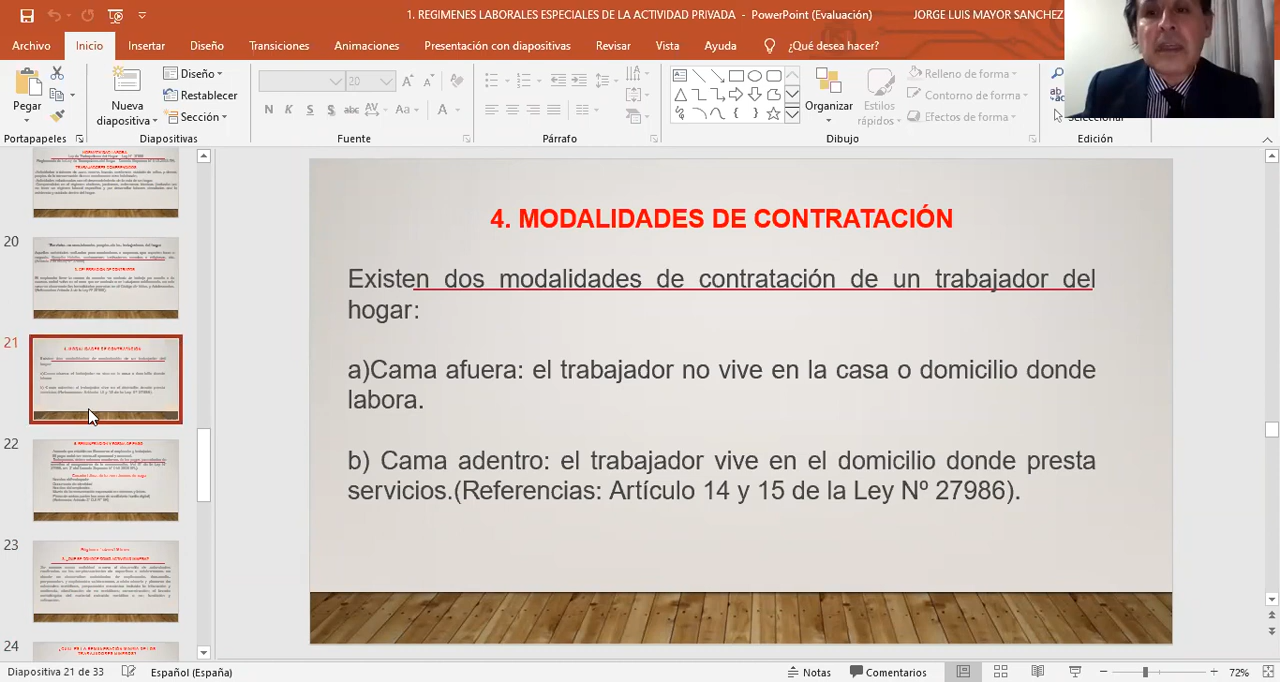 1. REGIMENES LABORALES ESPECIALES DE LA ACTIVIDAD PRIVADA - PowerPoint (Evaluación)
JORGE LUIS MAYOR SANCHEZ
Archivo Inicio Insertar Diseño Transiciones Animaciones Presentación con diapositivas Revisar Vista Ayuda ¿Qué desea hacer?
Pegar
Portapapeles
Nueva
diapositiva
Diseño
Restablecer
Sección
Diapositivas
20
N K S S abc AV Aa A
Fuente
Párrafo
Organizar
Estilos
rápidos
Relleno de forma
Contorno de forma
Efectos de forma
Dibujo
Seleccionar
Edición
20
21
22
23
24
4. MODALIDADES DE CONTRATACIÓN
Existen dos modalidades de contratación de un trabajador del
hogar:
a)Cama afuera: el trabajador no vive en la casa o domicilio donde
labora.
b) Cama adentro: el trabajador vive en el domicilio donde presta
servicios.(Referencias: Artículo 14 y 15 de la Ley Nº 27986).
Diapositiva 21 de 33 Español (España) Notas Comentarios 72%